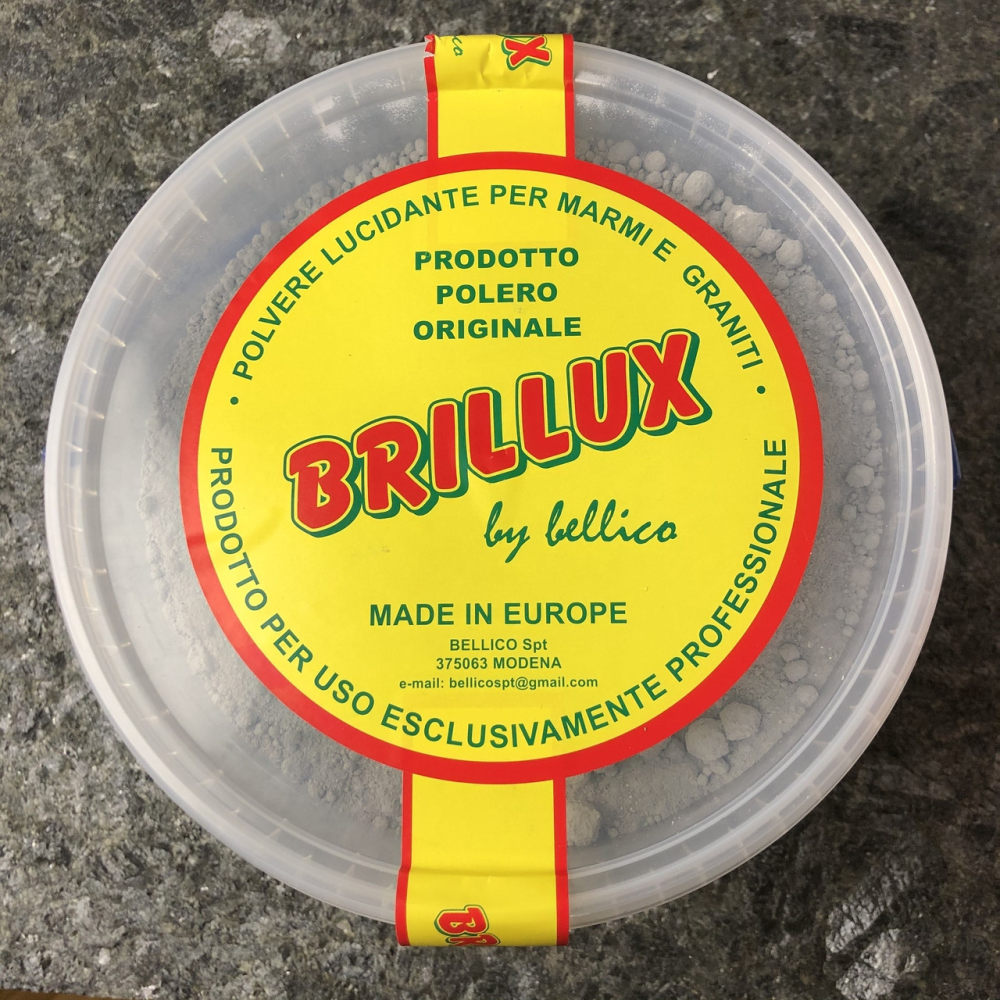 POLVERE LUCIDANTE PER MARMI E GRANITI
PRODOTTO
POLERO
ORIGINALE
BRILLUX
by bellico
MADE IN EUROPE
BELLICO Spt
375063 MODENA
e-mail: bellicospt@gmail.com
PRODOTTO PER USO ESCLUSIVAMENTE PROFESSIONALE